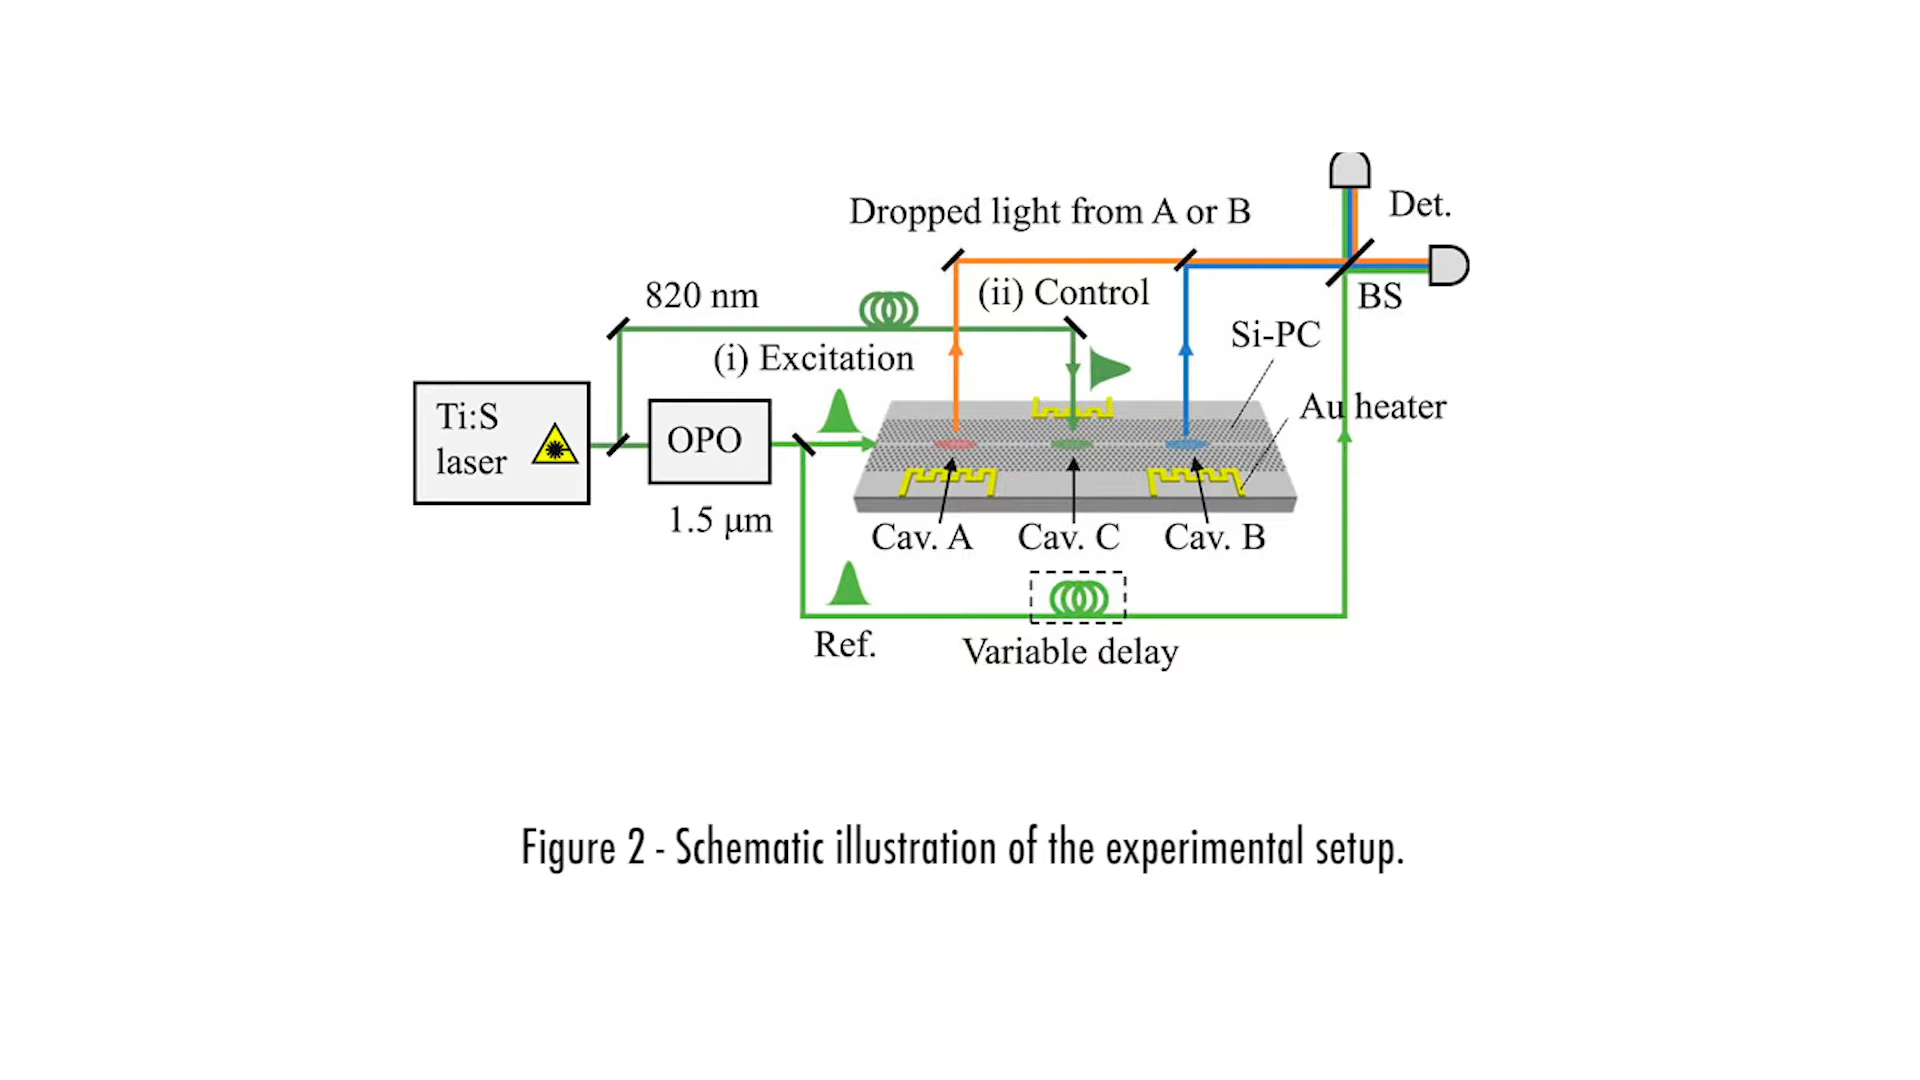 Dropped light from A or B
Det.
820 nm
(ii) Control
BS
Si-PC
(i) Excitation
Ti:S
laser
OPO
Au heater
1.5 μm
Cav. A
Cav. C
Cav. B
Ref.
Variable delay
Figure 2 - Schematic illustration of the experimental setup.